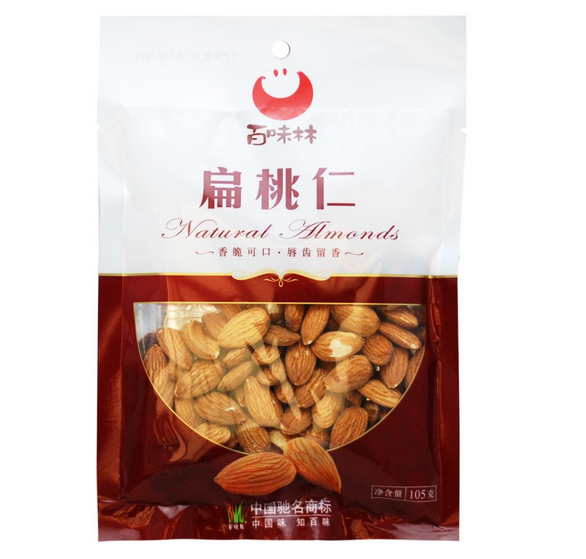 百味林
扁桃仁
Natural Almonds
香脆可口·唇齿留香
净含量 105克
中国驰名商标
中国味 知百味